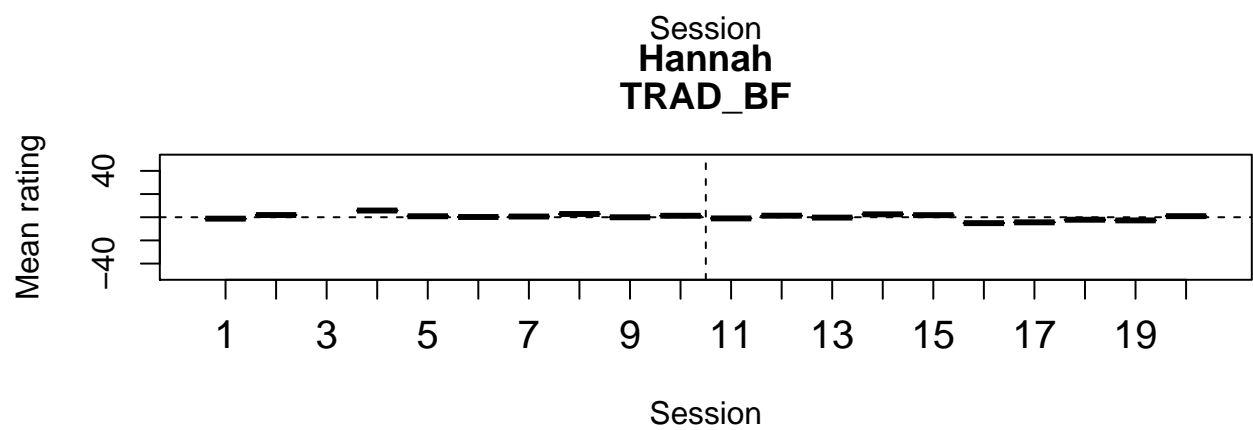 Session
Hannah
TRAD_BF
Mean rating
40
−40
1 3 5 7 9 11 13 15 17 19
Session